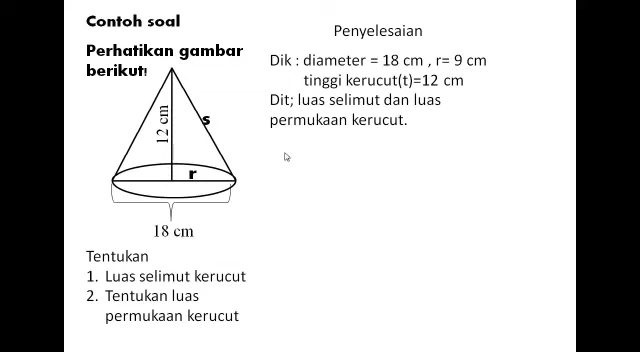 Contoh soal
Perhatikan gambar
berikut!
12 cm
s
r
18 cm
Tentukan
1. Luas selimut kerucut
2. Tentukan luas
permukaan kerucut
Penyelesaian
Dik : diameter = 18 cm , r= 9 cm
tinggi kerucut(t)=12 cm
Dit; luas selimut dan luas
permukaan kerucut.